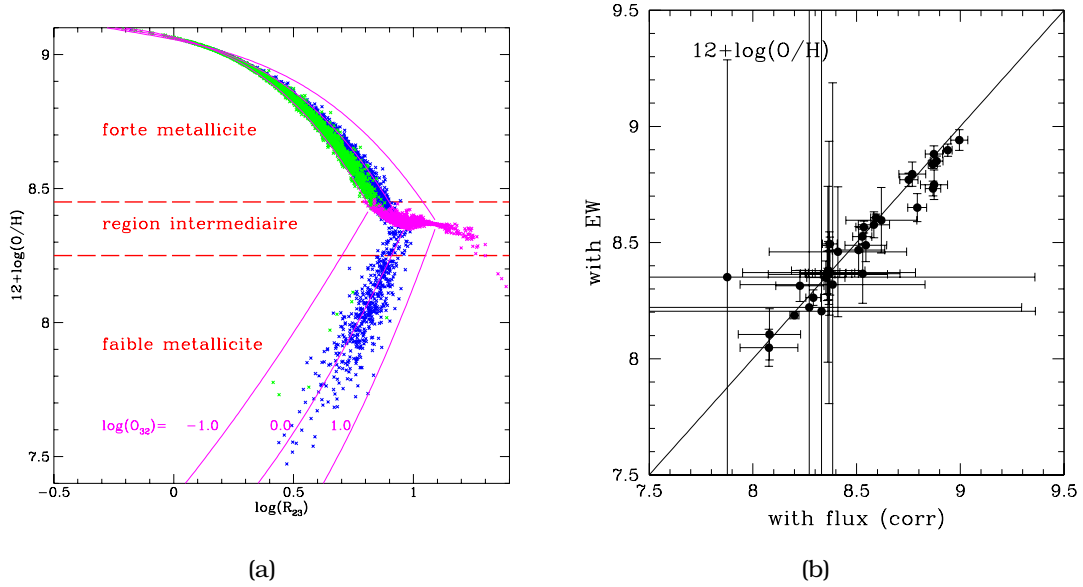 9
8.5
8
7.5
12+log(O/H)
forte metallicite
region intermediaire
faible metallicite
log(O32)= −1.0 0.0 1.0
−0.5 0 0.5 1
log(R23)
(a)
9.5
9
8.5
8
7.5
with EW
12+log(O/H)
7.5 8 8.5 9 9.5
with flux (corr)
(b)